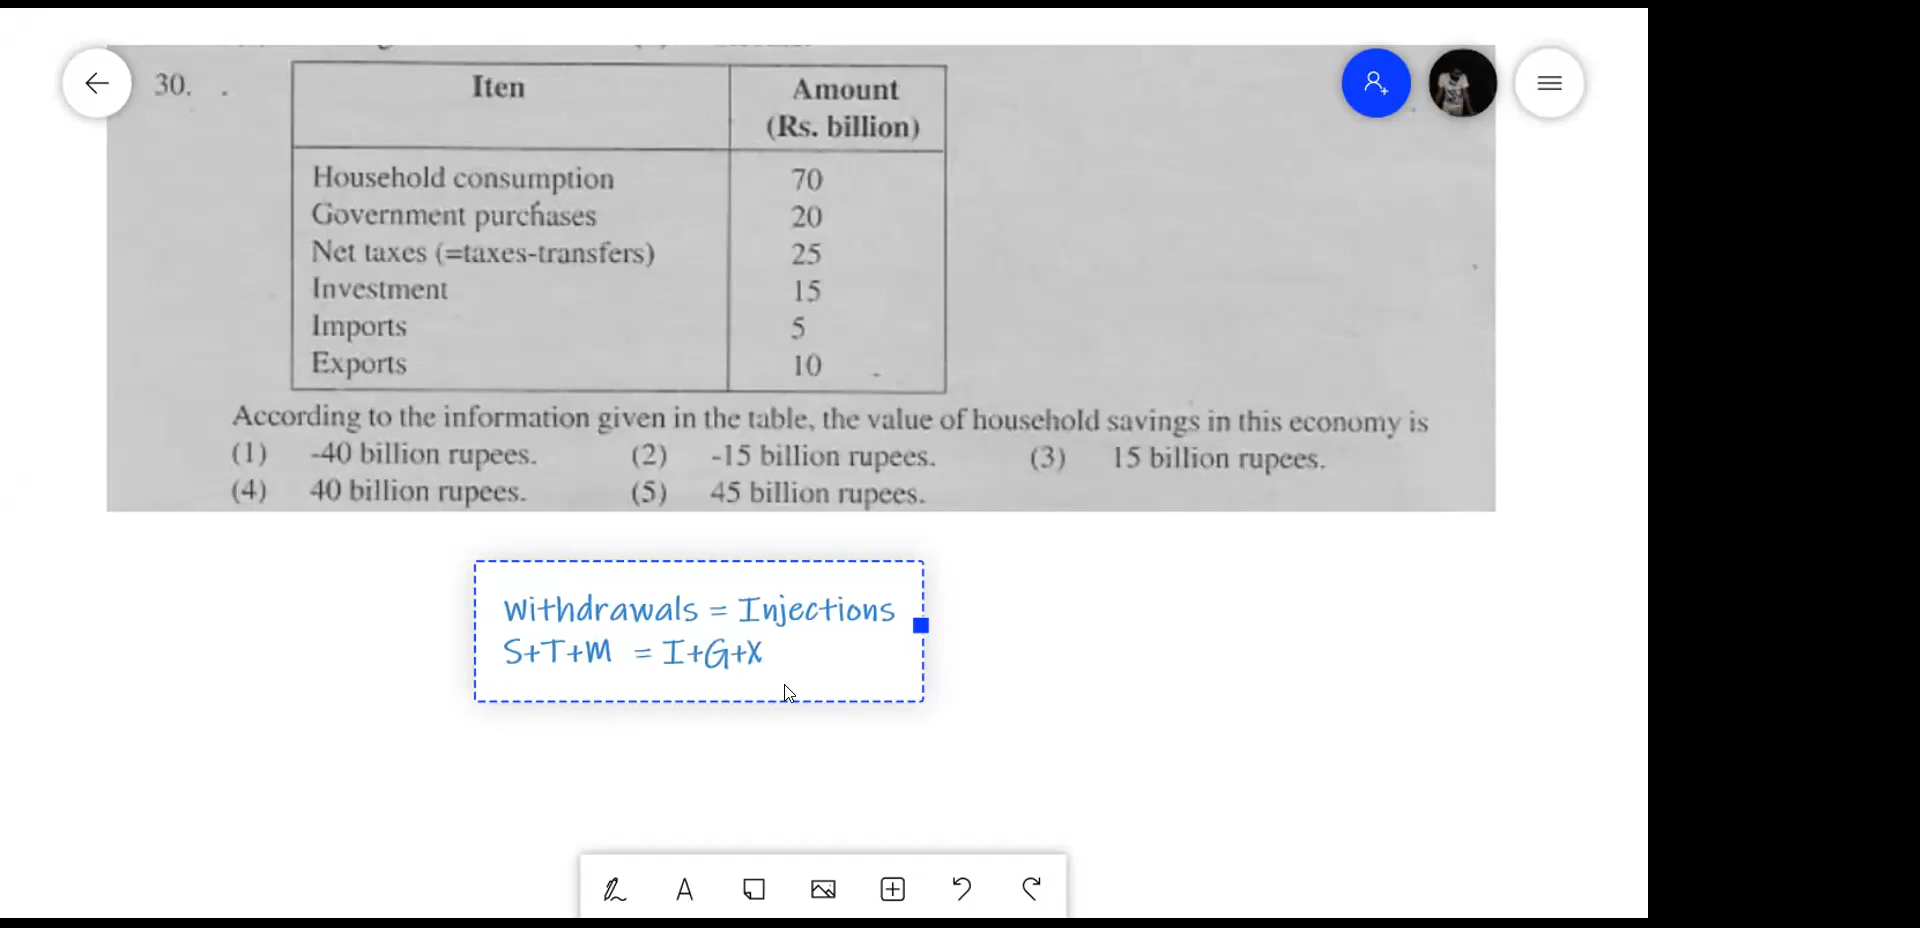 30.
Iten Amount
(Rs. billion)
Household consumption 70
Government purchases 20
Net taxes (=taxes-transfers) 25
Investment 15
Imports 5
Exports 10
According to the information given in the table, the value of household savings in this economy is
(1) -40 billion rupees. (2) -15 billion rupees. (3) 15 billion rupees.
(4) 40 billion rupees. (5) 45 billion rupees.
Withdrawals = Injections
S+T+M = I+G+X